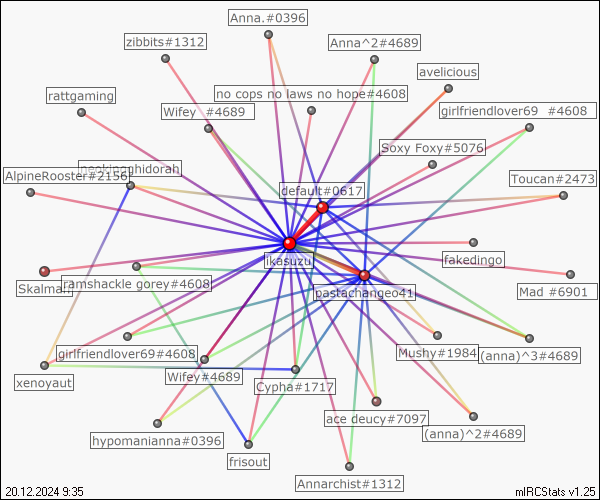 Anna.#0396
zibbits#1312
Anna^2#4689
avelicious
rattgaming
no cops no laws no hope#4608
Wifey #4689
girlfriendlover69 #4608
Soxy Foxy#5076
neokingghidorah
AlpineRooster#2156
default#0617
Toucan#2473
ikasuzu
fakedingo
Skalman
ramshackle gorey#4608
pastachangeo41
Mad #6901
girlfriendlover69#4608
Mushy#1984
(anna)^3#4689
xenoyaut
Wifey#4689
Cypha#1717
ace deucy#7097
hypomanianna#0396
(anna)^2#4689
frisout
Annarchist#1312
20.12.2024 9:35
mIRCStats v1.25